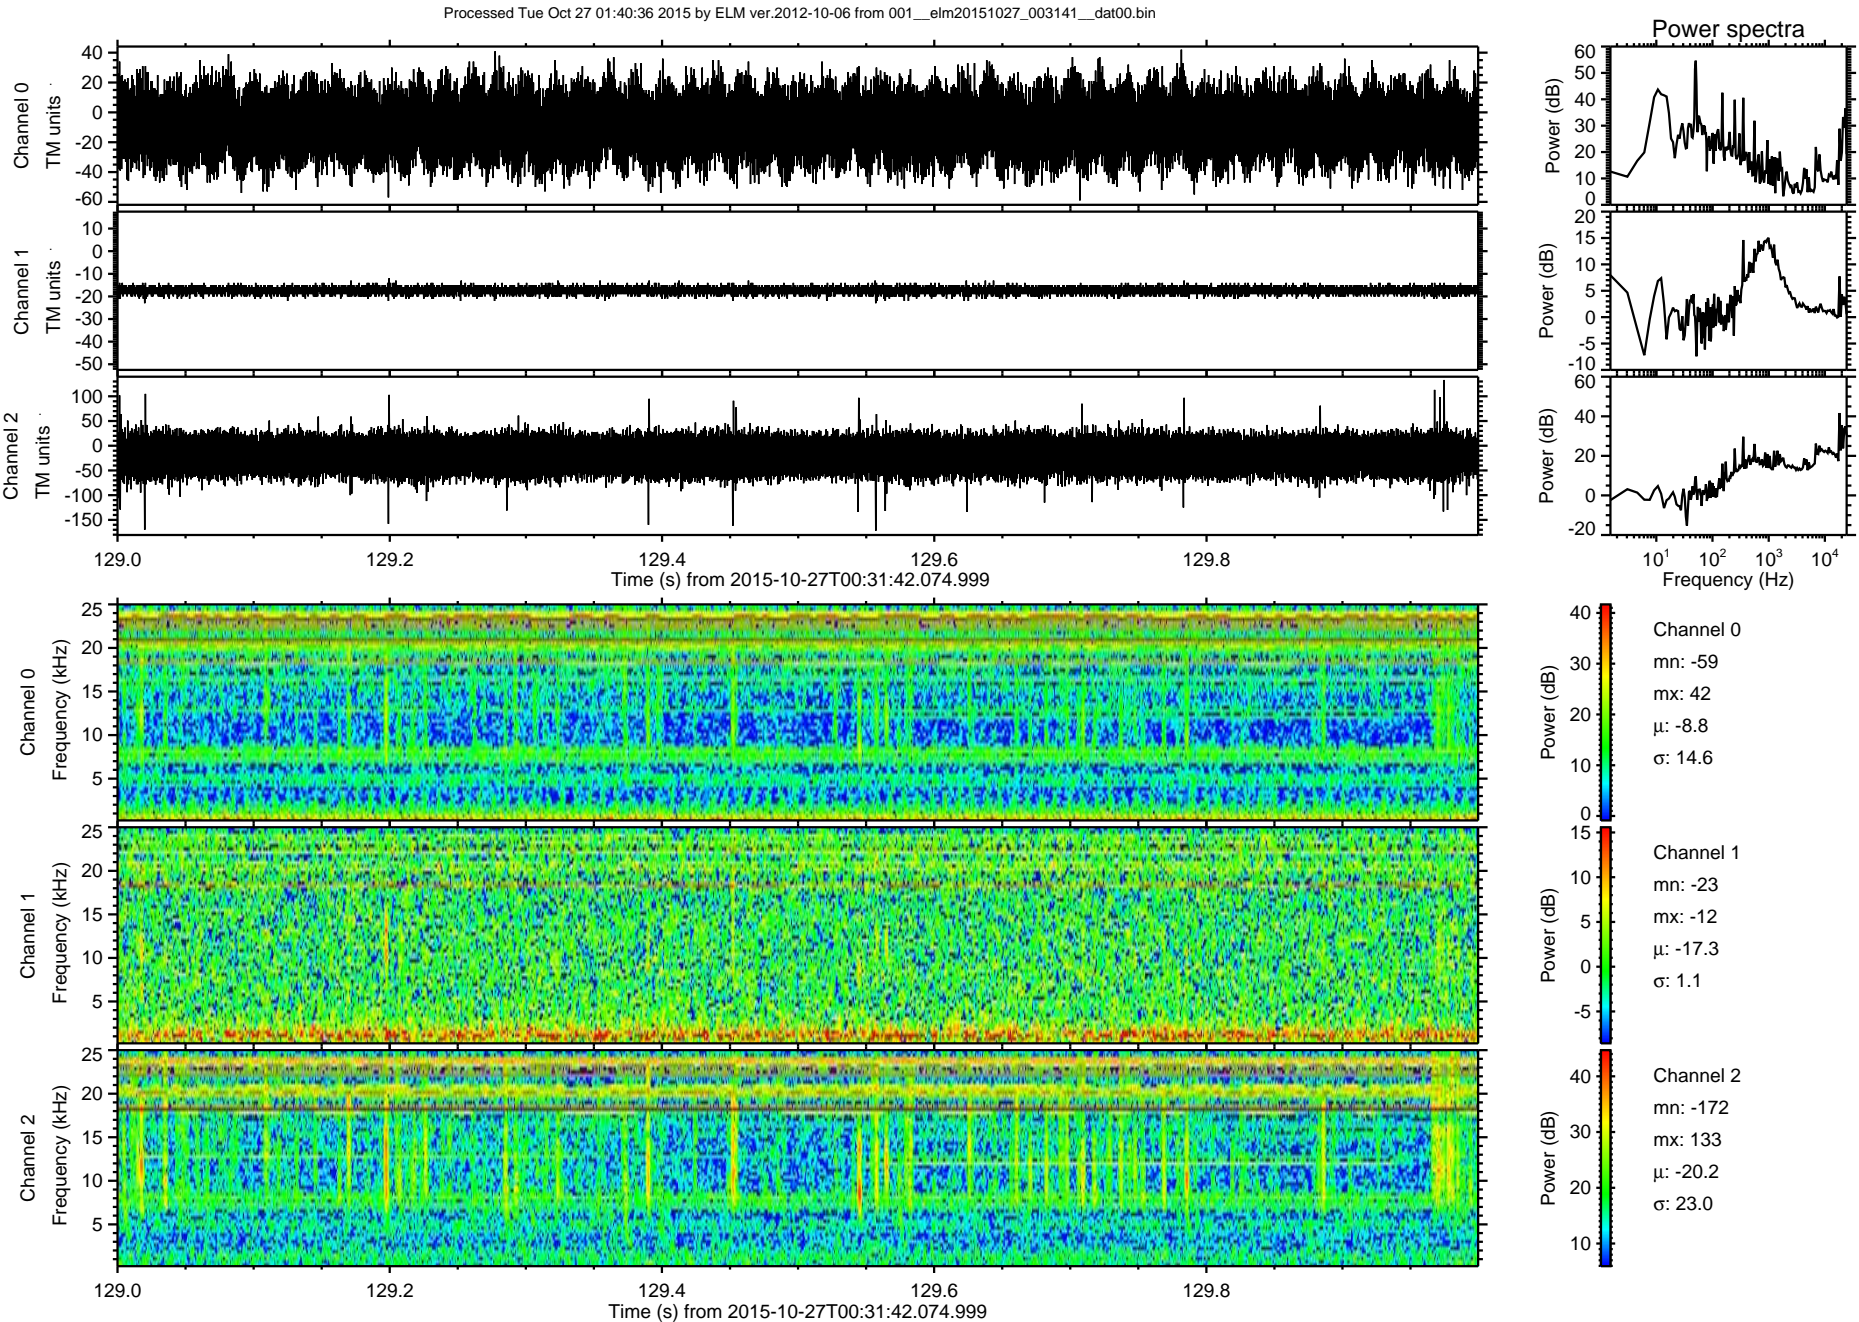 Processed Tue Oct 27 01:40:36 2015 by ELM ver.2012-10-06 from 001__elm20151027_003141__dat00.bin
Power spectra
Channel 0
TM units
40
20
0
-20
-40
-60
Power (dB)
60
50
40
30
20
10
0
Channel 1
TM units
10
0
-10
-20
-30
-40
-50
Power (dB)
20
15
10
5
0
-5
-10
Channel 2
TM units
100
50
0
-50
-100
-150
Power (dB)
60
40
20
0
-20
129.0 129.2 129.4 129.6 129.8
Time (s) from 2015-10-27T00:31:42.074.999
10¹ 10² 10³ 10⁴
Frequency (Hz)
Channel 0
Frequency (kHz)
25
20
15
10
5
Power (dB)
40
30
20
10
0
Channel 0
mn: -59
mx: 42
μ: -8.8
σ: 14.6
Channel 1
Frequency (kHz)
25
20
15
10
5
Power (dB)
15
10
5
0
-5
Channel 1
mn: -23
mx: -12
μ: -17.3
σ: 1.1
Channel 2
Frequency (kHz)
25
20
15
10
5
Power (dB)
40
30
20
10
Channel 2
mn: -172
mx: 133
μ: -20.2
σ: 23.0
129.0 129.2 129.4 129.6 129.8
Time (s) from 2015-10-27T00:31:42.074.999